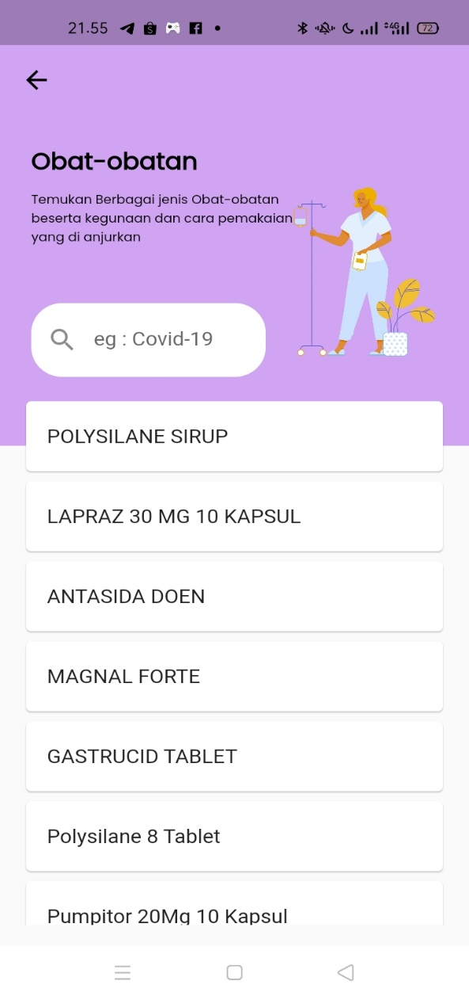 21.55
4G
72
Obat-obatan
Temukan Berbagai jenis Obat-obatan
beserta kegunaan dan cara pemakaian
yang di anjurkan
eg : Covid-19
POLYSILANE SIRUP
LAPRAZ 30 MG 10 KAPSUL
ANTASIDA DOEN
MAGNAL FORTE
GASTRUCID TABLET
Polysilane 8 Tablet
Pumpitor 20Mg 10 Kapsul